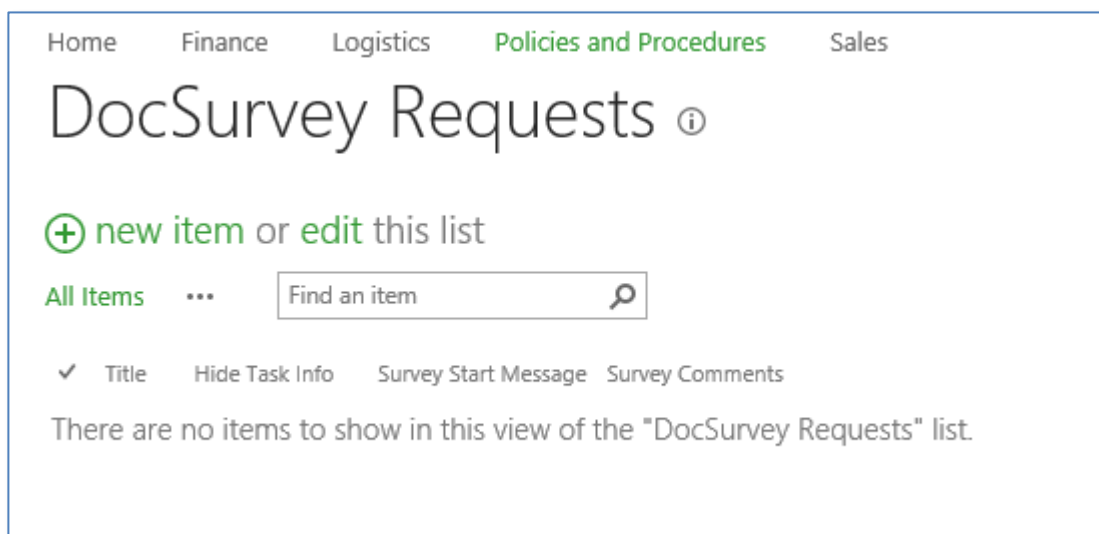 Home Finance Logistics Policies and Procedures Sales
DocSurvey Requests
new item or edit this list
All Items ••• Find an item
Title Hide Task Info Survey Start Message Survey Comments
There are no items to show in this view of the "DocSurvey Requests" list.